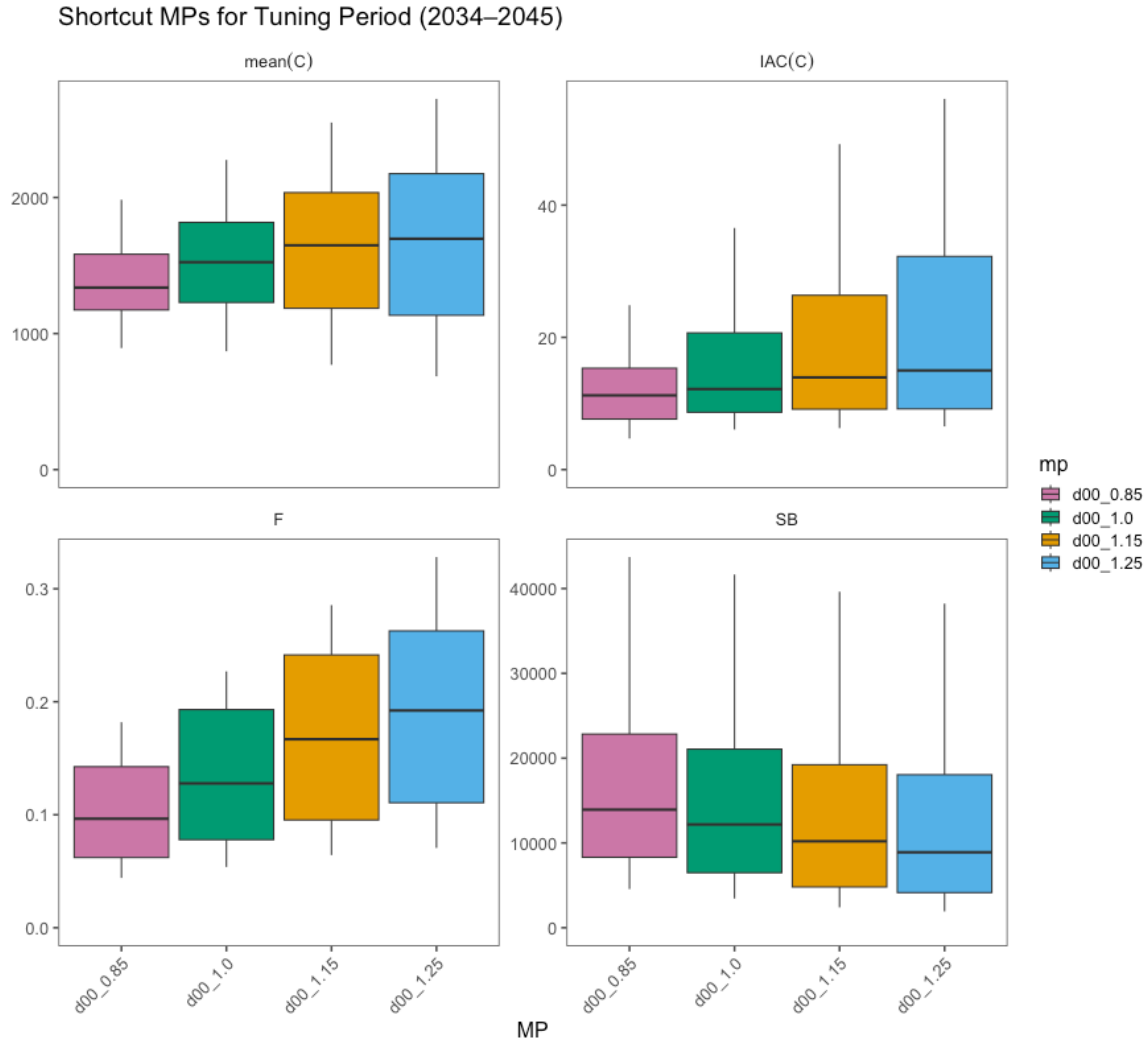 Shortcut MPs for Tuning Period (2034–2045)
mean(C)
IAC(C)
2000
1000
0
40
20
0
F
SB
0.3
0.2
0.1
0.0
40000
30000
20000
10000
0
d00_0.85
d00_1.0
d00_1.15
d00_1.25
d00_0.85
d00_1.0
d00_1.15
d00_1.25
MP
mp
d00_0.85
d00_1.0
d00_1.15
d00_1.25